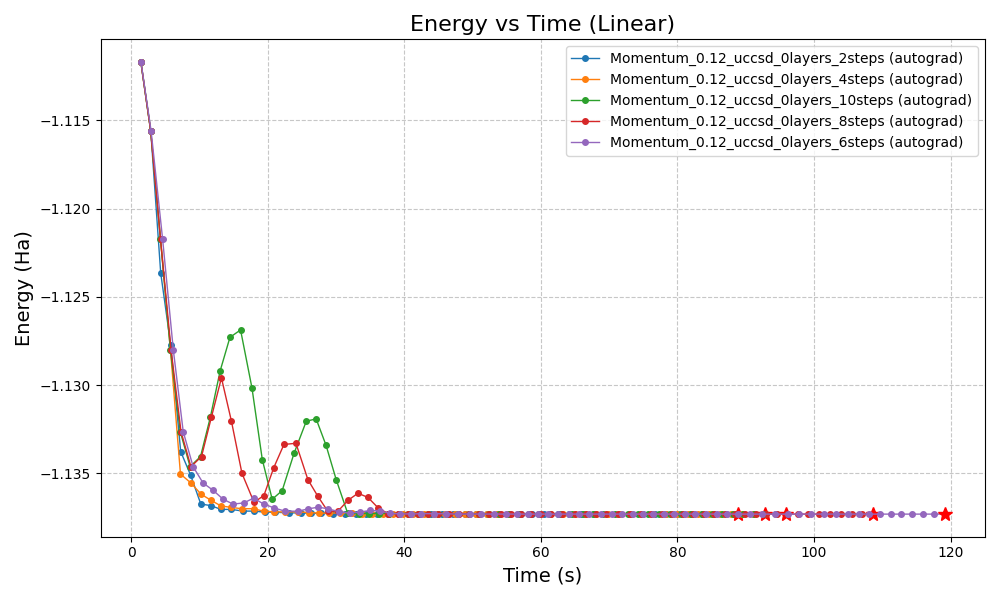 Energy vs Time (Linear)
Momentum_0.12_uccsd_0layers_2steps (autograd)
Momentum_0.12_uccsd_0layers_4steps (autograd)
Momentum_0.12_uccsd_0layers_10steps (autograd)
Momentum_0.12_uccsd_0layers_8steps (autograd)
Momentum_0.12_uccsd_0layers_6steps (autograd)
Energy (Ha)
−1.115
−1.120
−1.125
−1.130
−1.135
0
20
40
60
80
100
120
Time (s)